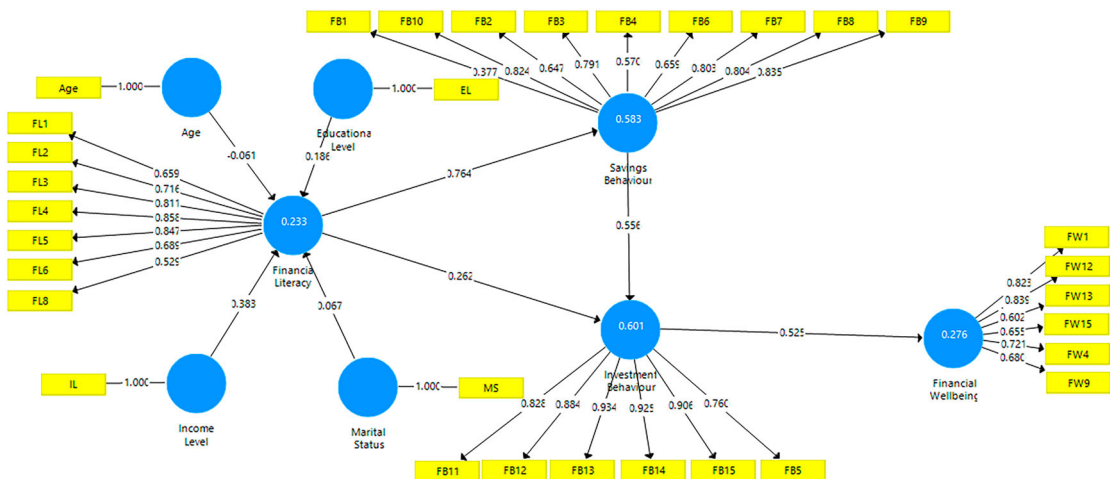 FB1 FB10 FB2 FB3 FB4 FB6 FB7 FB8 FB9
0.377 0.824 0.647 0.791 0.570 0.659 0.803 0.804 0.835
Age 1.000
Age
1.000 EL
Educationa
Level
0.583
Savings
Behaviour
FL1
FL2
FL3
FL4
FL5
FL6
FL8
0.659
0.716
0.811
0.858
0.847
0.689
0.529
-0.061
0.186
0.764
0.233
Financia
Literacy
0.556
0.262
0.383
0.067
0.601
Investment
Behaviour
0.525
0.276
Financial
Wellbeing
FW1
FW12
FW13
FW15
FW4
FW9
0.823
0.839
0.602
0.655
0.721
0.680
IL 1.000
Income
Level
1.000 MS
Marital
Status
0.828 0.884 0.934 0.925 0.906 0.760
FB11 FB12 FB13 FB14 FB15 FB5